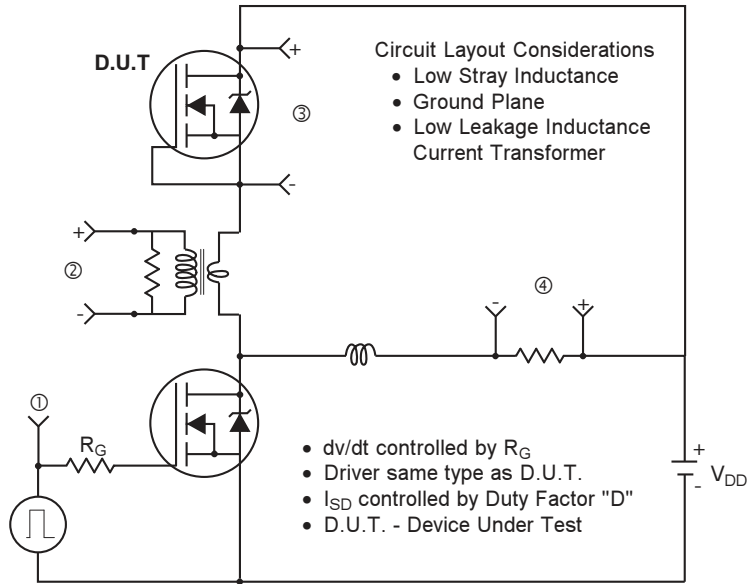 D.U.T
+
③
-
Circuit Layout Considerations
• Low Stray Inductance
• Ground Plane
• Low Leakage Inductance
Current Transformer
+
②
-
④
-
+
①
R_G
• dv/dt controlled by R_G
• Driver same type as D.U.T.
• I_SD controlled by Duty Factor "D"
• D.U.T. - Device Under Test
+
V_DD
-